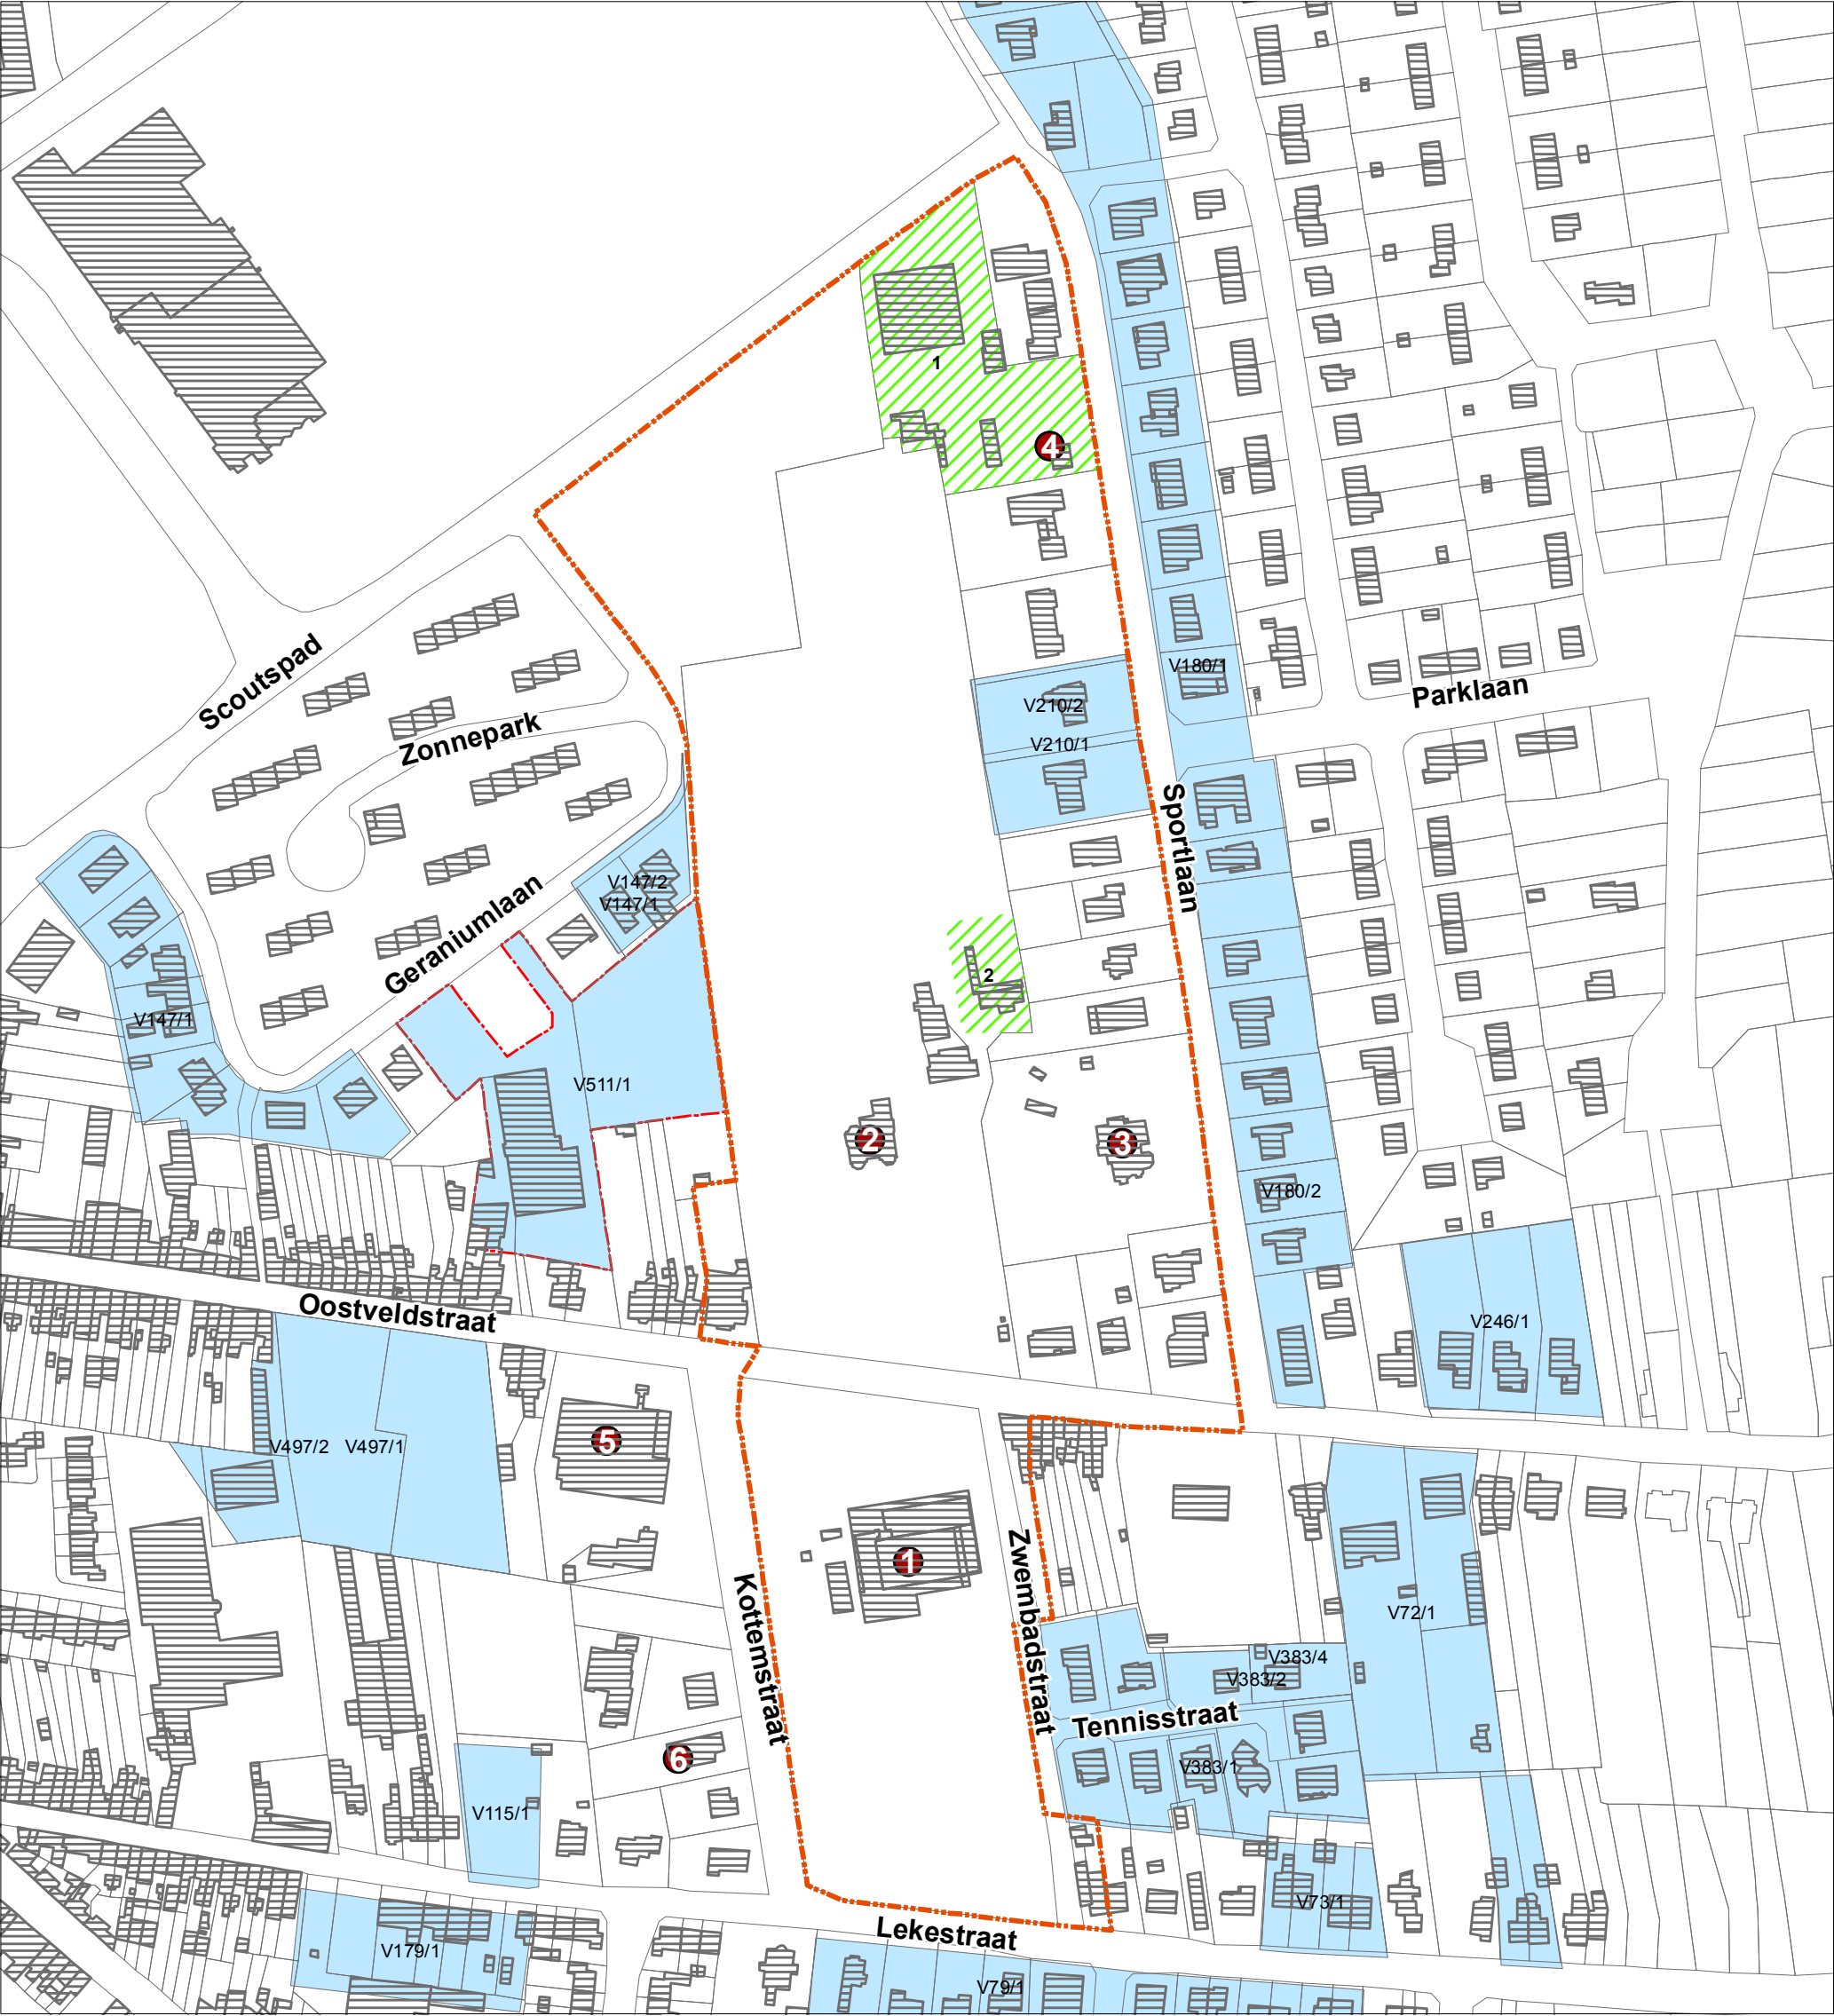 1
4
Scoutspad
V180/1
Parklaan
V210/2
Zonnepark
V210/1
Sportlaan
V147/2
V147/1
Geraniumlaan
2
V147/1
V511/1
2
3
V180/2
Oostveldstraat
V246/1
5
V497/2
V497/1
1
Zwembadstraat
Kottemstraat
V72/1
V383/4
V383/2
Tennisstraat
6
V383/1
V115/1
V73/1
Lekestraat
V179/1
V79/1